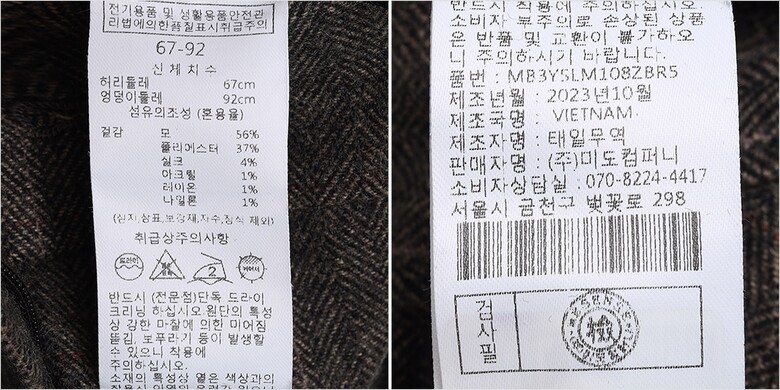 전기용품 및 생활용품안전관
리법에의한품질표시취급주의
67-92
신체치수
허리둘레 67cm
엉덩이둘레 92cm
섬유의조성 (혼용율)
겉감 모 56%
폴리에스터 37%
실크 4%
아크릴 1%
레이온 1%
나일론 1%
(심지,상표,보강재,자수,장식 제외)
취급상주의사항
드라이
2
반드시 (전문점)단독 드라이
크리닝 하십시오.원단의 특성
상 강한 마찰에 의한 미어짐
뜯김, 보푸라기 등이 발생할
수 있으니 착용에
주의하십시오.
소재의 특성상 옅은 색상과의
반드시 착용에 주의하십시오.
소비자 부주의로 손상된 상품
은 반품 및 교환이 불가하오
니 주의하시기 바랍니다.
품번 : MB3Y5LM108ZBR5
제조년월 : 2023년10월
제조국명 : VIETNAM
제조자명 : 태일무역
판매자명 : (주)미도컴퍼니
소비자상담실 : 070-8224-4417
서울시 금천구 벚꽃로 298
검사필
檢